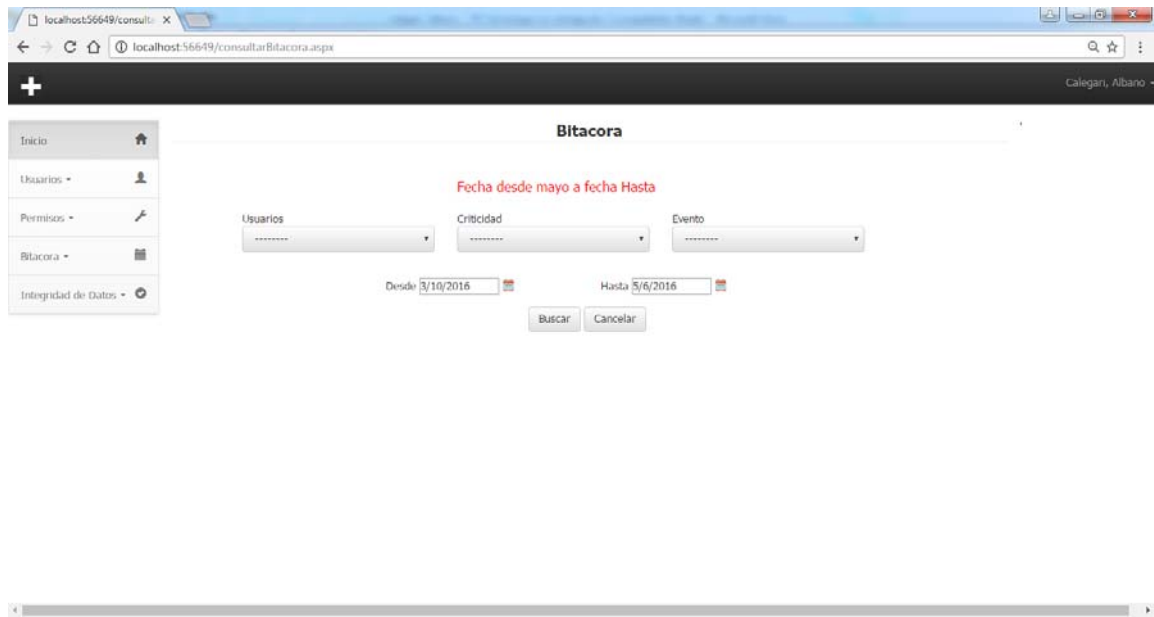 localhost:56649/consulta
localhost:56649/consultarBitacora.aspx
Calegari, Albano
Bitacora
Inicio
Usuarios
Permisos
Bitacora
Integridad de Datos
Fecha desde mayo a fecha Hasta
Usuarios Criticidad Evento
-------- -------- --------
Desde 3/10/2016 Hasta 5/6/2016
Buscar Cancelar